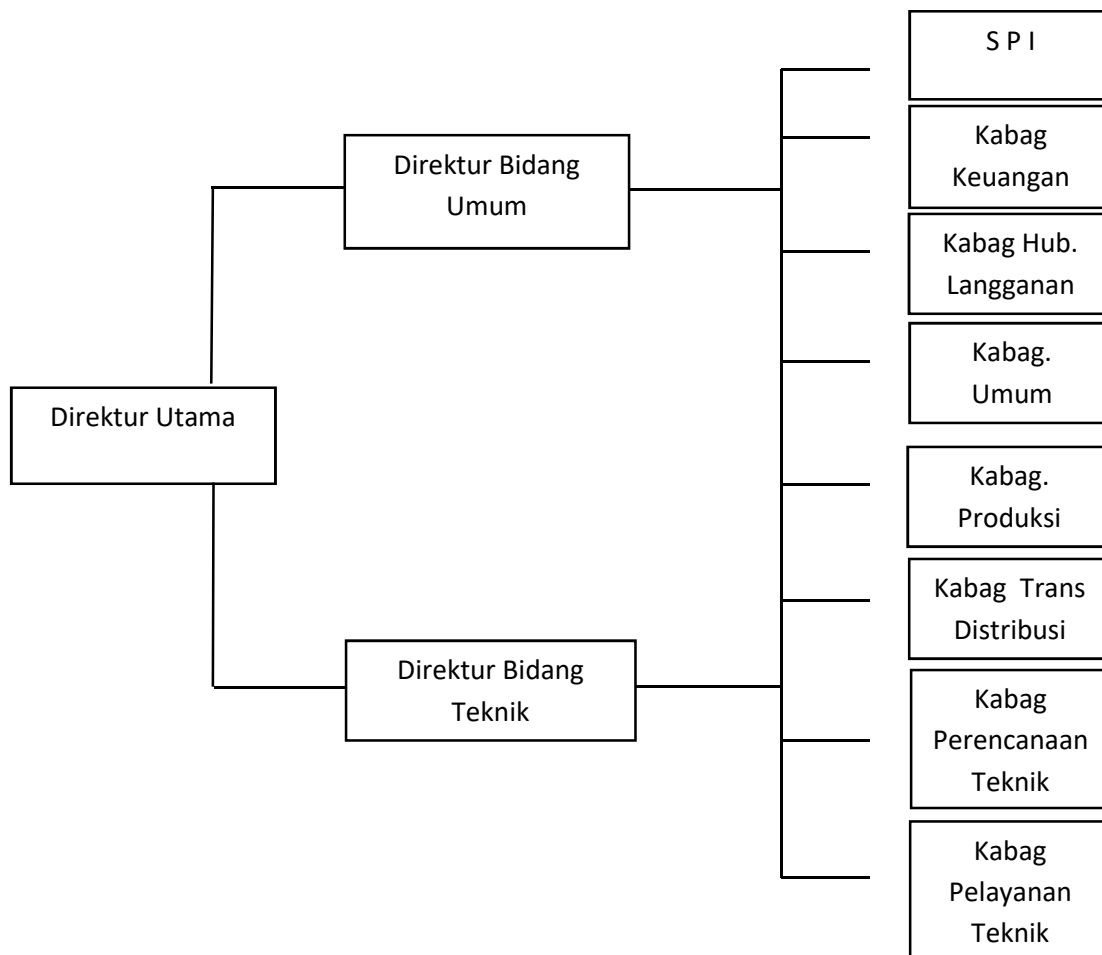 Direktur Utama
Direktur Bidang
Umum
Direktur Bidang
Teknik
S P I
Kabag
Keuangan
Kabag Hub.
Langganan
Kabag.
Umum
Kabag.
Produksi
Kabag  Trans
Distribusi
Kabag
Perencanaan
Teknik
Kabag
Pelayanan
Teknik